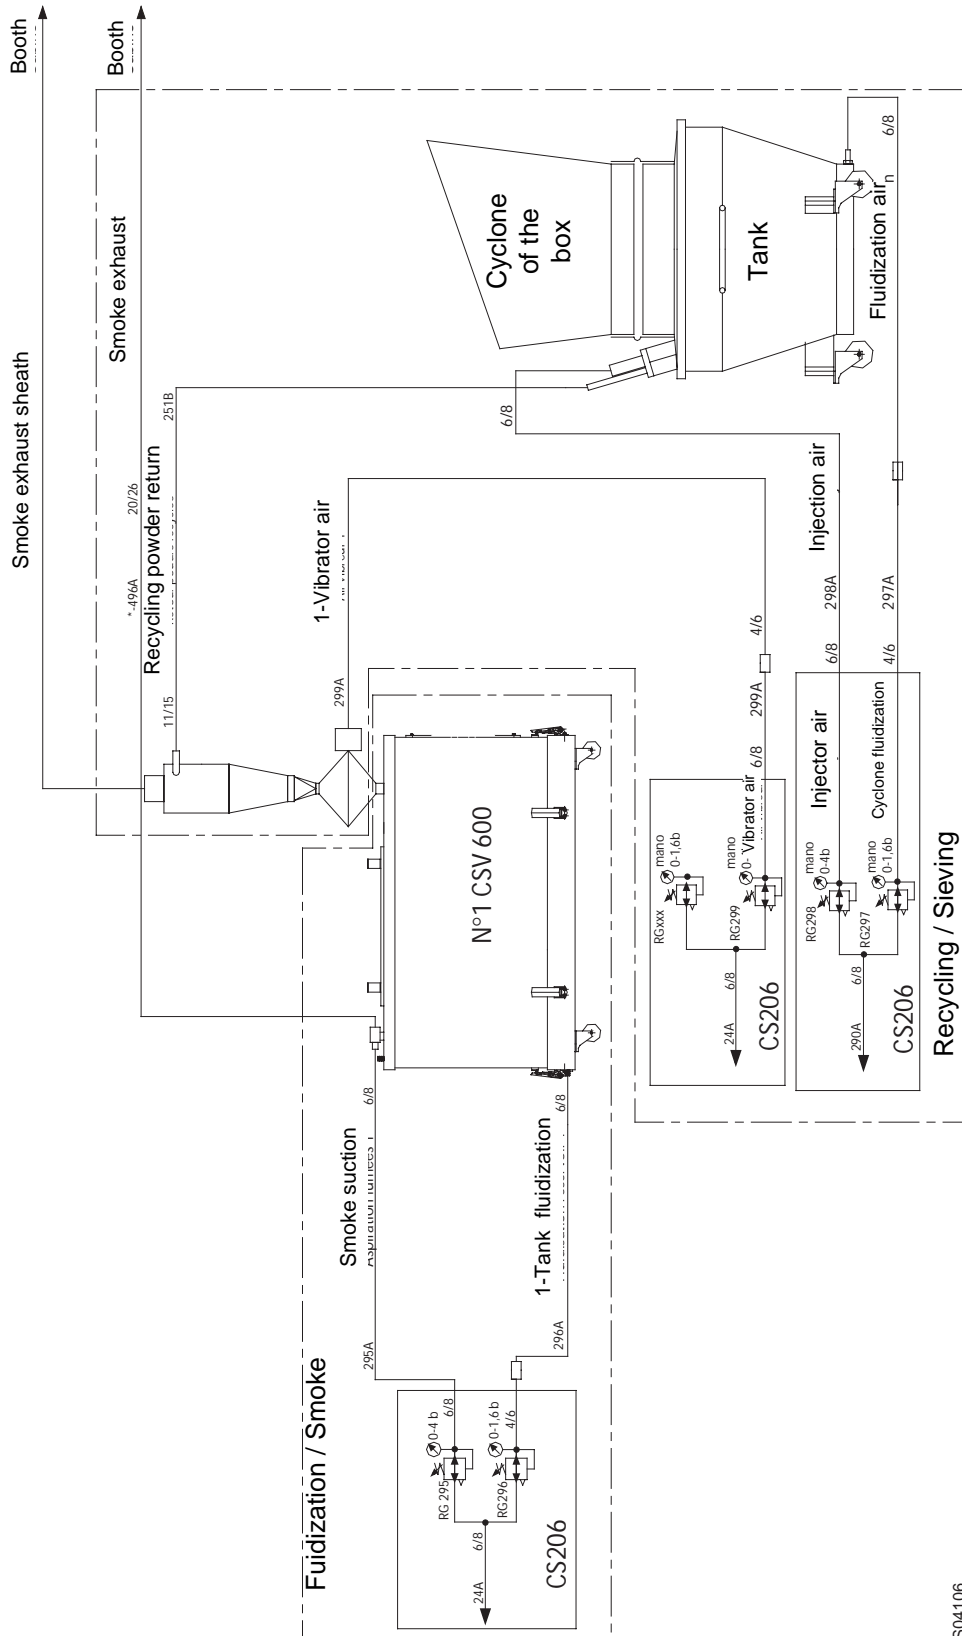 Booth
Booth
Smoke exhaust sheath
Smoke exhaust
251B
20/26
*-496A
Recycling powder return
11/15
Cyclone
of the
box
Tank
6/8
Fluidization air
n
6/8
1-Vibrator air
299A
Injection air
298A
297A
6/8
4/6
4/6
299A
6/8
N°1 CSV 600
Vibrator air
mano
0-1,6b
RGxxx
mano
0-
RG299
6/8
24A
CS206
Injector air
Cyclone fluidization
mano
0-4b
RG298
mano
0-1,6b
RG297
6/8
290A
CS206
Recycling / Sieving
6/8
6/8
Smoke suction
1-Tank fluidization
295A
296A
Fuidization / Smoke
6/8
4/6
0-4 b
0-1,6 b
RG 295
RG296
6/8
24A
CS206